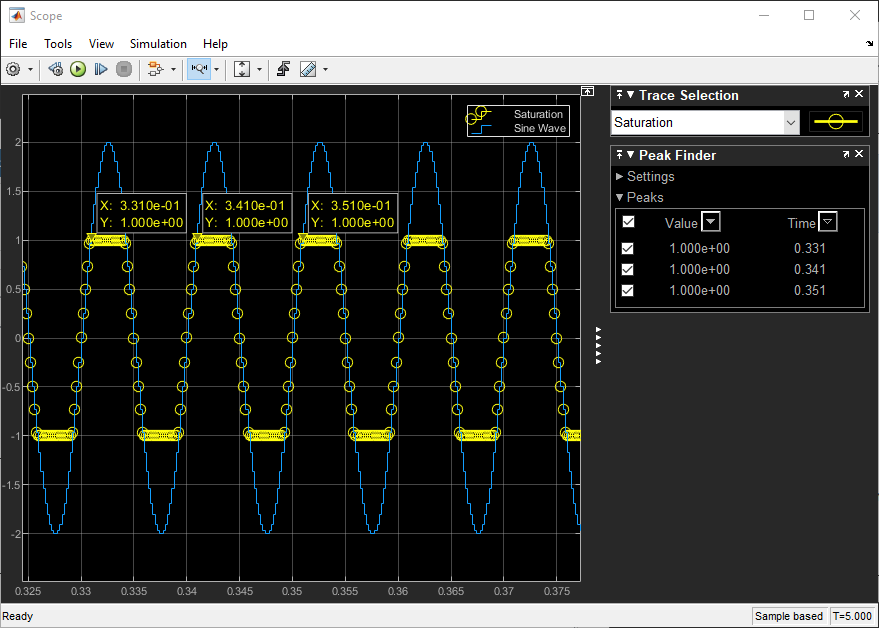 Scope
File Tools View Simulation Help
Trace Selection
Saturation
Peak Finder
Settings
Peaks
Value Time
1.000e+00 0.331
1.000e+00 0.341
1.000e+00 0.351
Saturation
Sine Wave
X: 3.310e-01
Y: 1.000e+00
X: 3.410e-01
Y: 1.000e+00
X: 3.510e-01
Y: 1.000e+00
2
1.5
1
0.5
0
-0.5
-1
-1.5
-2
0.325 0.33 0.335 0.34 0.345 0.35 0.355 0.36 0.365 0.37 0.375
Ready Sample based T=5.000